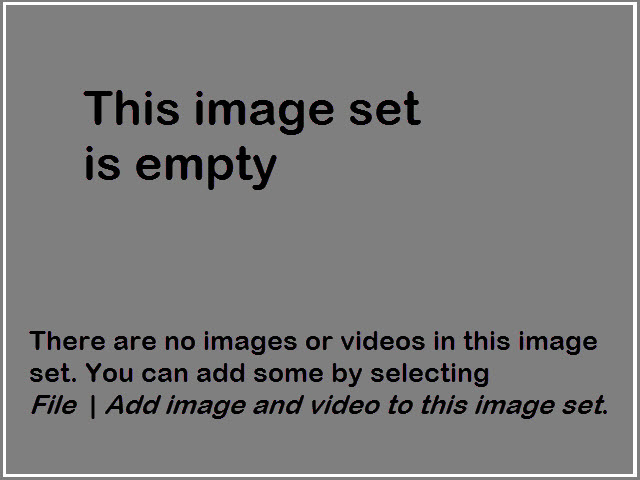 This image set
is empty
There are no images or videos in this image
set. You can add some by selecting
File | Add image and video to this image set.